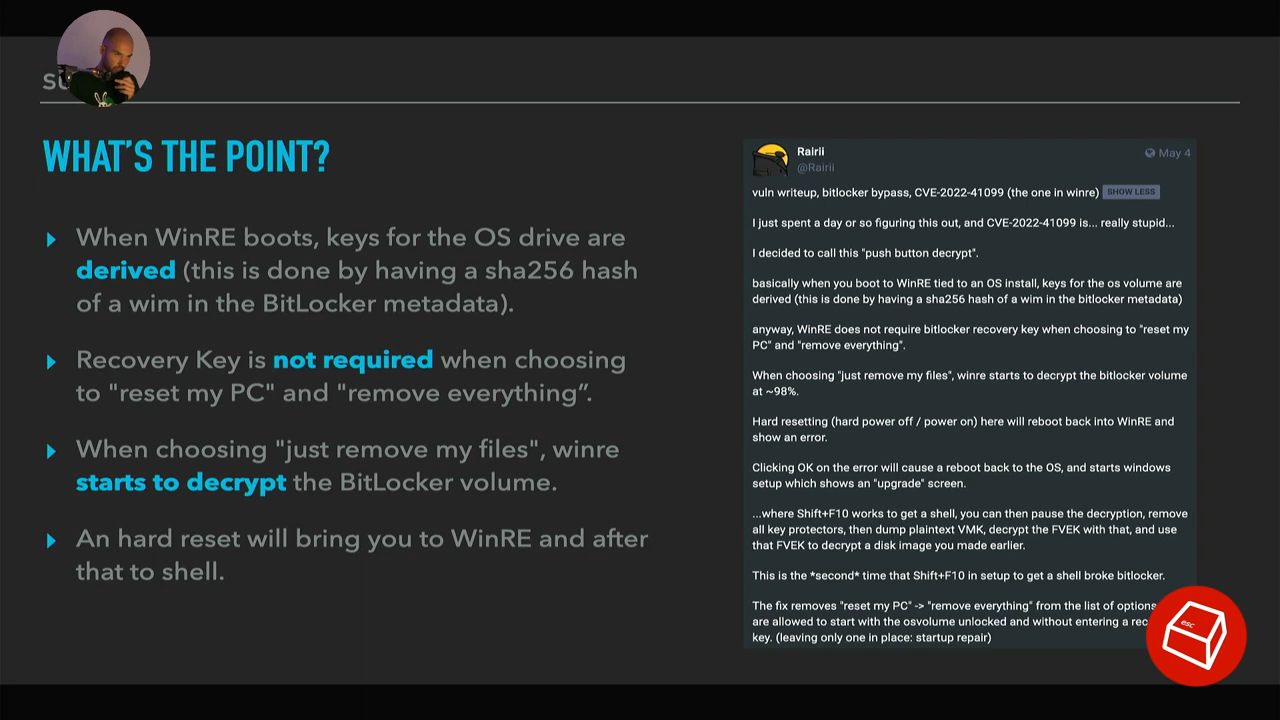 WHAT'S THE POINT?
When WinRE boots, keys for the OS drive are
derived (this is done by having a sha256 hash
of a wim in the BitLocker metadata).
Recovery Key is not required when choosing
to "reset my PC" and "remove everything”.
When choosing "just remove my files", winre
starts to decrypt the BitLocker volume.
An hard reset will bring you to WinRE and after
that to shell.
Rairii
@Rairii
May 4
vuln writeup, bitlocker bypass, CVE-2022-41099 (the one in winre) SHOW LESS
I just spent a day or so figuring this out, and CVE-2022-41099 is... really stupid...
I decided to call this "push button decrypt".
basically when you boot to WinRE tied to an OS install, keys for the os volume are
derived (this is done by having a sha256 hash of a wim in the bitlocker metadata)
anyway, WinRE does not require bitlocker recovery key when choosing to "reset my
PC" and "remove everything".
When choosing "just remove my files", winre starts to decrypt the bitlocker volume
at ~98%.
Hard resetting (hard power off / power on) here will reboot back into WinRE and
show an error.
Clicking OK on the error will cause a reboot back to the OS, and starts windows
setup which shows an "upgrade" screen.
...where Shift+F10 works to get a shell, you can then pause the decryption, remove
all key protectors, then dump plaintext VMK, decrypt the FVEK with that, and use
that FVEK to decrypt a disk image you made earlier.
This is the *second* time that Shift+F10 in setup to get a shell broke bitlocker.
The fix removes "reset my PC" -> "remove everything" from the list of options
are allowed to start with the osvolume unlocked and without entering a
key. (leaving only one in place: startup repair)
esc